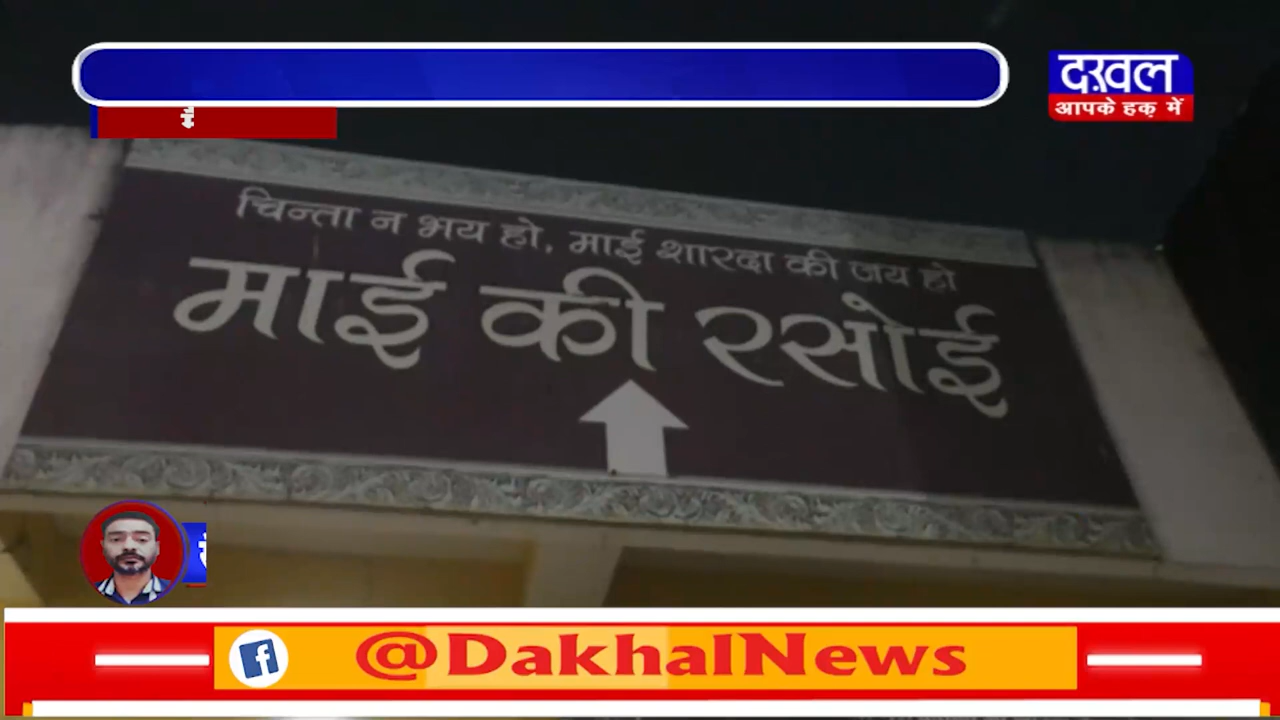 दख़ल
आपके हक़ में
चिन्ता न भय हो, माई शारदा की जय हो
माई की रसोई
@DakhalNews